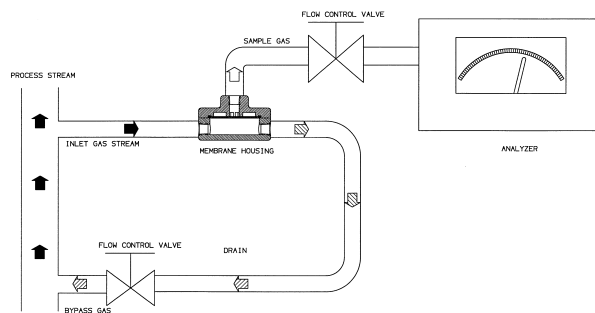 FLOW CONTROL VALVE
SAMPLE GAS
PROCESS STREAM
INLET GAS STREAM
MEMBRANE HOUSING
ANALYZER
FLOW CONTROL VALVE
DRAIN
BYPASS GAS